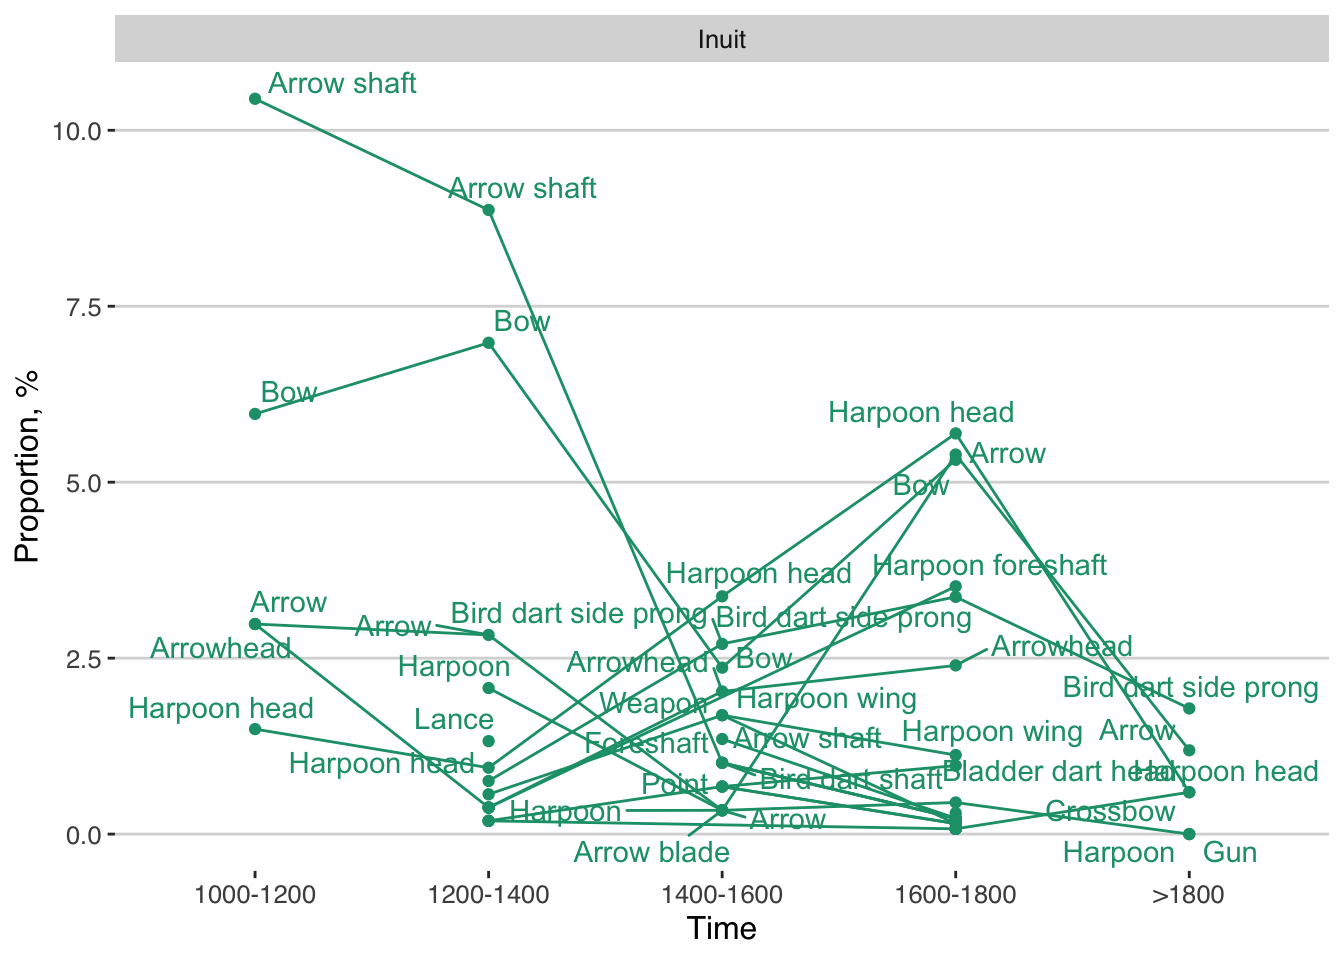 Inuit
Arrow shaft
10.0
Arrow shaft
7.5
Bow
Bow
Proportion, %
Harpoon head
Arrow
5.0
Bow
Harpoon foreshaft
Harpoon head
Arrow
Bird dart side prong
Bird dart side prong
Arrow
Arrowhead
Arrowhead
2.5
Harpoon
Arrowhead
Bow
Bird dart side prong
Harpoon head
Weapon
Harpoon wing
Lance
Harpoon wing
Arrow
Foreshaft
Arrow shaft
Harpoon head
Bladder dart head
Harpoon head
Point
Bird dart shaft
Harpoon
Crossbow
Arrow
0.0
Arrow blade
Harpoon
Gun
1000-1200
1200-1400
1400-1600
1600-1800
>1800
Time